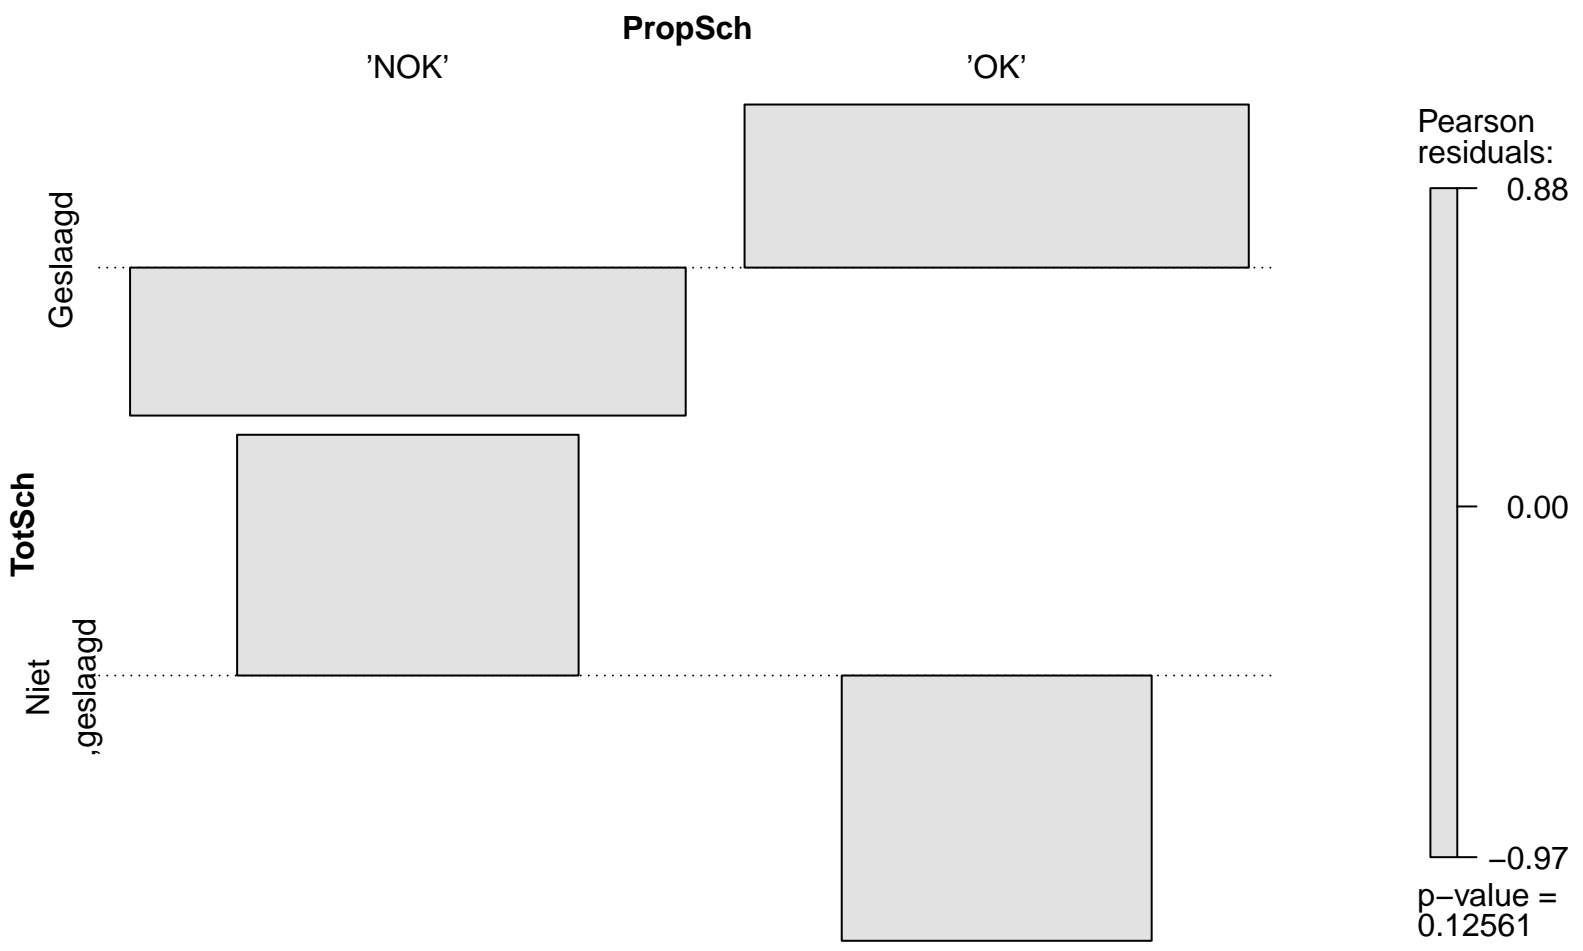 PropSch
’NOK’ ’OK’
Pearson
residuals:
0.88
0.00
−0.97
p−value =
0.12561
TotSch
Geslaagd
Niet
,geslaagd